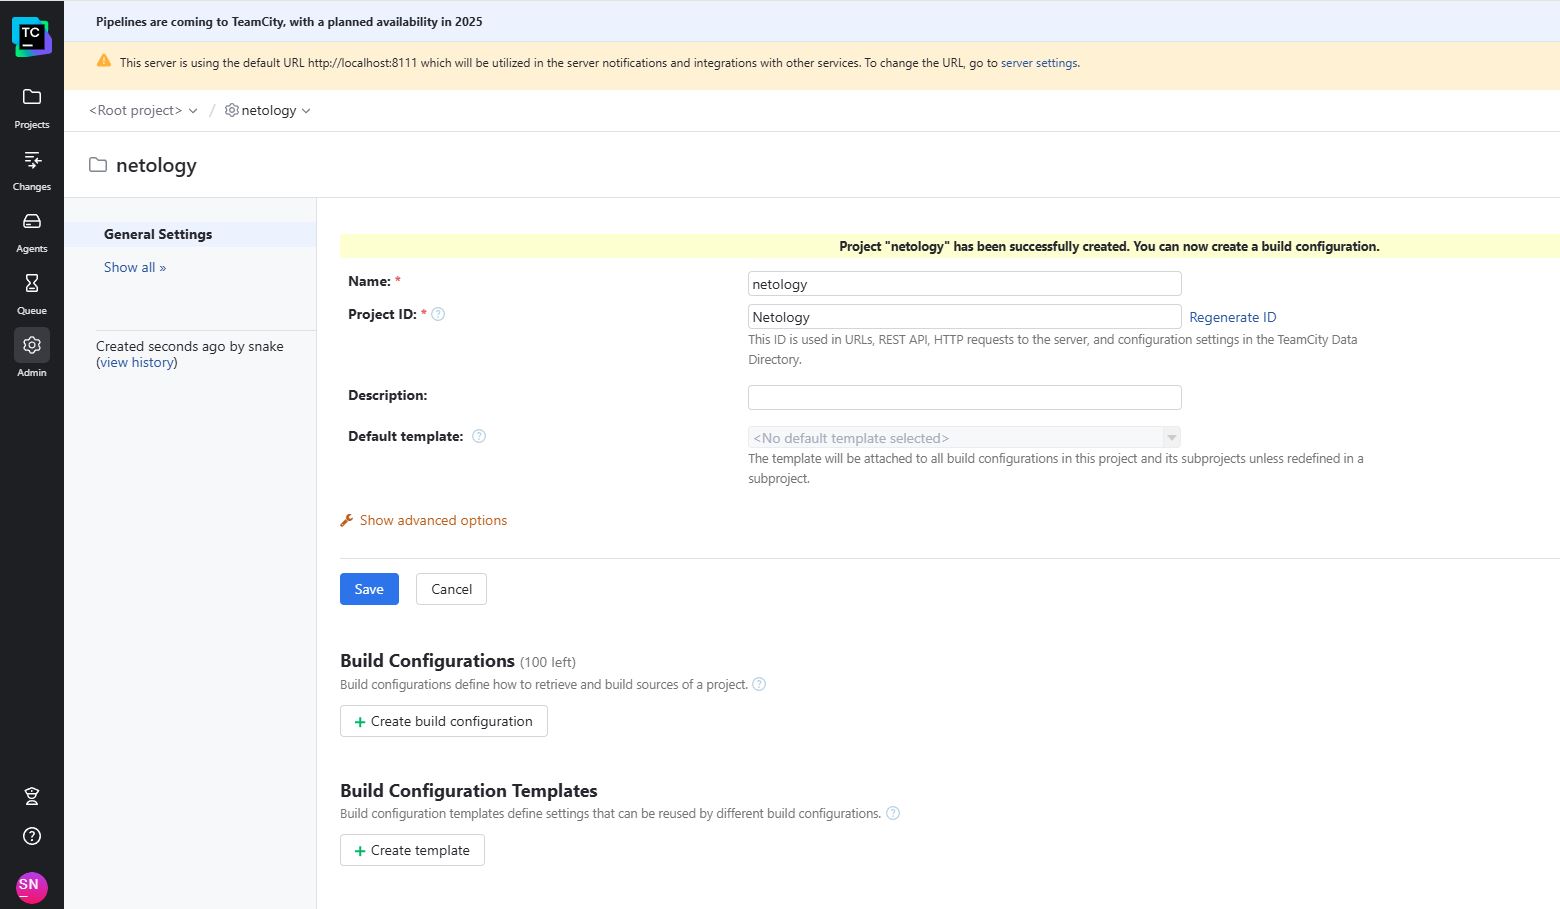 Pipelines are coming to TeamCity, with a planned availability in 2025
This server is using the default URL http://localhost:8111 which will be utilized in the server notifications and integrations with other services. To change the URL, go to server settings.
TC
<Root project> / netology
netology
Projects
Changes
Agents
Queue
Admin
General Settings
Show all »
Created seconds ago by snake
(view history)
Project "netology" has been successfully created. You can now create a build configuration.
Name: * netology
Project ID: * ? Netology Regenerate ID
This ID is used in URLs, REST API, HTTP requests to the server, and configuration settings in the TeamCity Data
Directory.
Description:
Default template: ? <No default template selected>
The template will be attached to all build configurations in this project and its subprojects unless redefined in a
subproject.
Show advanced options
Save Cancel
Build Configurations (100 left)
Build configurations define how to retrieve and build sources of a project. ?
+ Create build configuration
Build Configuration Templates
Build configuration templates define settings that can be reused by different build configurations. ?
+ Create template
?
SN